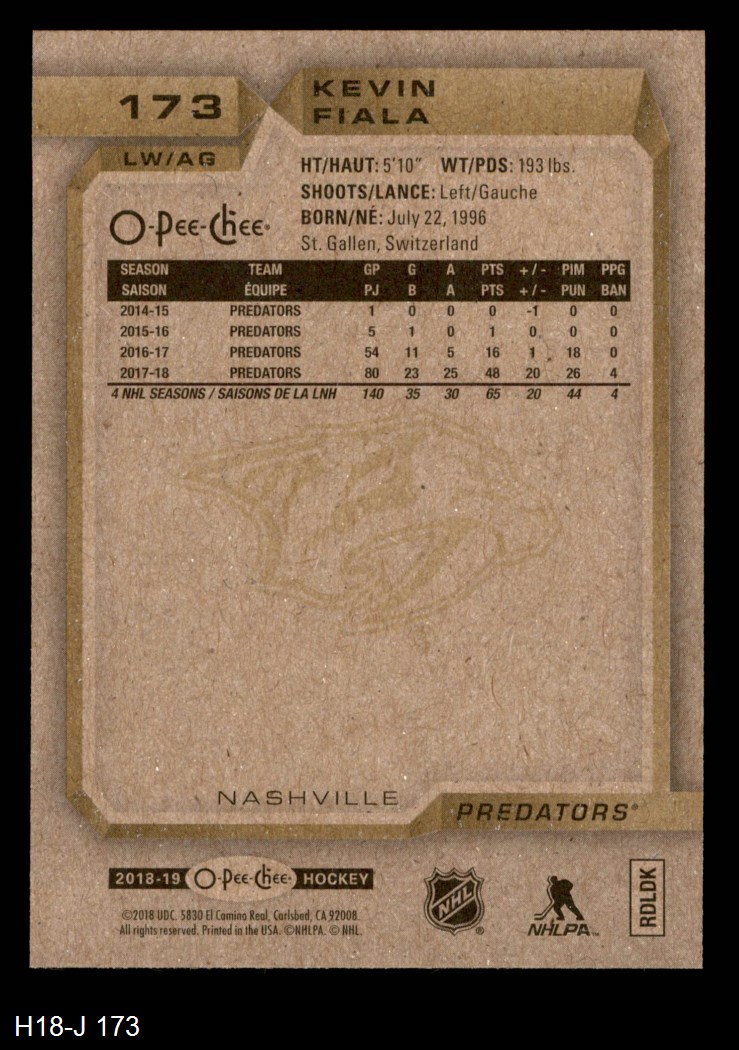 173
KEVIN
FIALA
LW/AG
HT/HAUT: 5'10" WT/PDS: 193 lbs.
SHOOTS/LANCE: Left/Gauche
BORN/NÉ: July 22, 1996
St. Gallen, Switzerland
O-Pee-Chee®
SEASON TEAM GP G A PTS +/- PIM PPG
SAISON ÉQUIPE PJ B A PTS +/- PUN BAN
2014-15 PREDATORS 1 0 0 0 -1 0 0
2015-16 PREDATORS 5 1 0 1 0 0 0
2016-17 PREDATORS 54 11 5 16 1 18 0
2017-18 PREDATORS 80 23 25 48 20 26 4
4 NHL SEASONS / SAISONS DE LA LNH 140 35 30 65 20 44 4
NASHVILLE
PREDATORS®
2018-19 O-Pee-Chee® HOCKEY
©2018 UDC. 5830 El Camino Real, Carlsbad, CA 92008.
All rights reserved. Printed in the USA. ©NHLPA. © NHL.
NHL ®
NHLPA™
RDLDK
H18-J 173